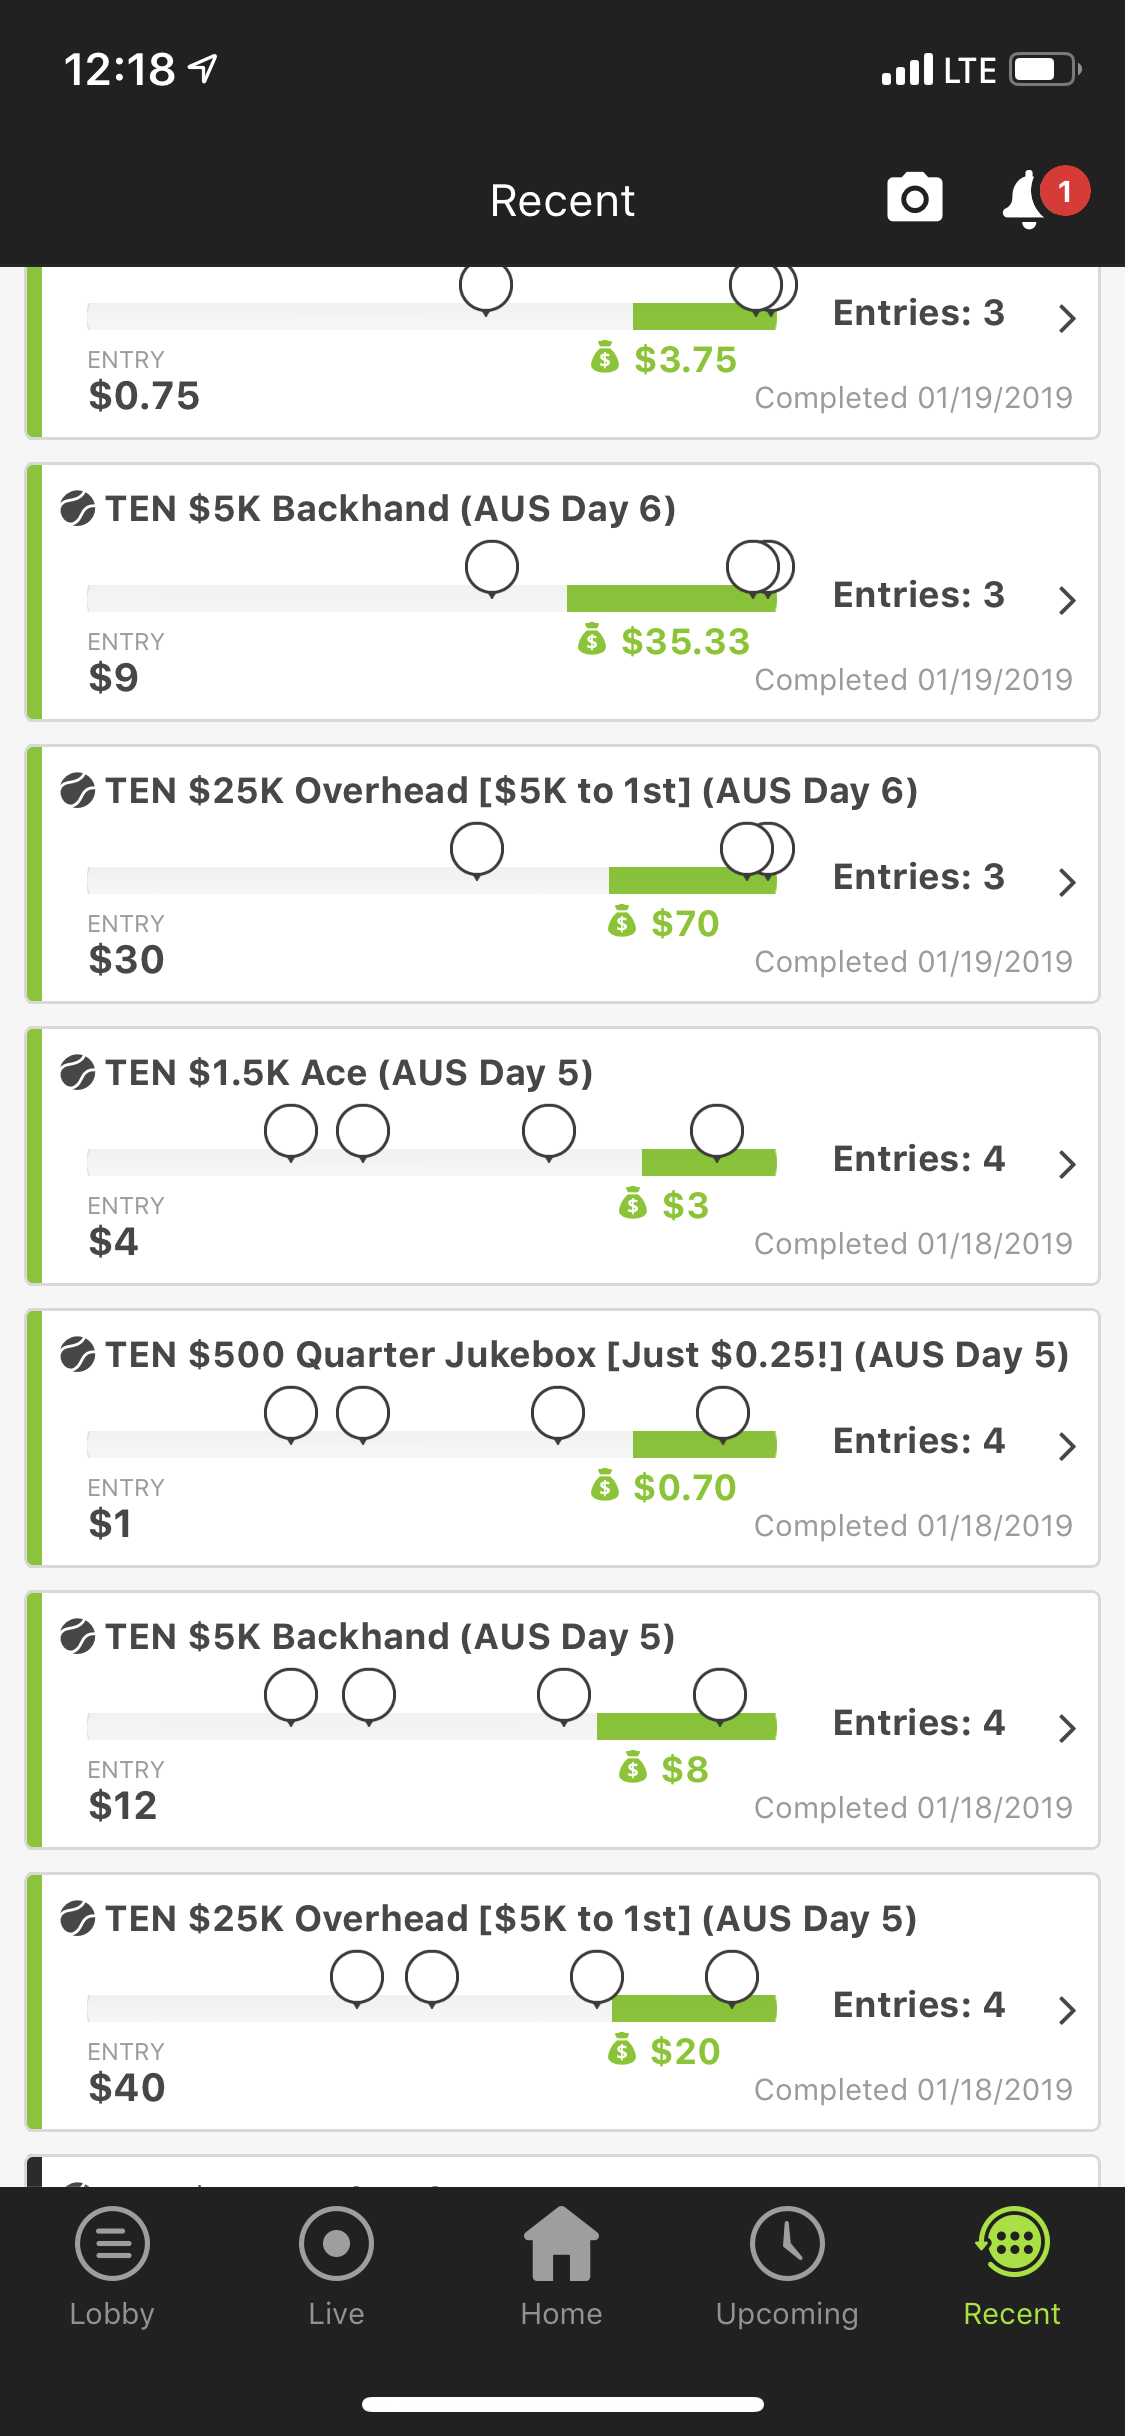 12:18 LTE
Recent 1
Entries: 3
$3.75
ENTRY
$0.75
Completed 01/19/2019
TEN $5K Backhand (AUS Day 6)
Entries: 3
$35.33
ENTRY
$9
Completed 01/19/2019
TEN $25K Overhead [$5K to 1st] (AUS Day 6)
Entries: 3
$70
ENTRY
$30
Completed 01/19/2019
TEN $1.5K Ace (AUS Day 5)
Entries: 4
$3
ENTRY
$4
Completed 01/18/2019
TEN $500 Quarter Jukebox [Just $0.25!] (AUS Day 5)
Entries: 4
$0.70
ENTRY
$1
Completed 01/18/2019
TEN $5K Backhand (AUS Day 5)
Entries: 4
$8
ENTRY
$12
Completed 01/18/2019
TEN $25K Overhead [$5K to 1st] (AUS Day 5)
Entries: 4
$20
ENTRY
$40
Completed 01/18/2019
Lobby Live Home Upcoming Recent